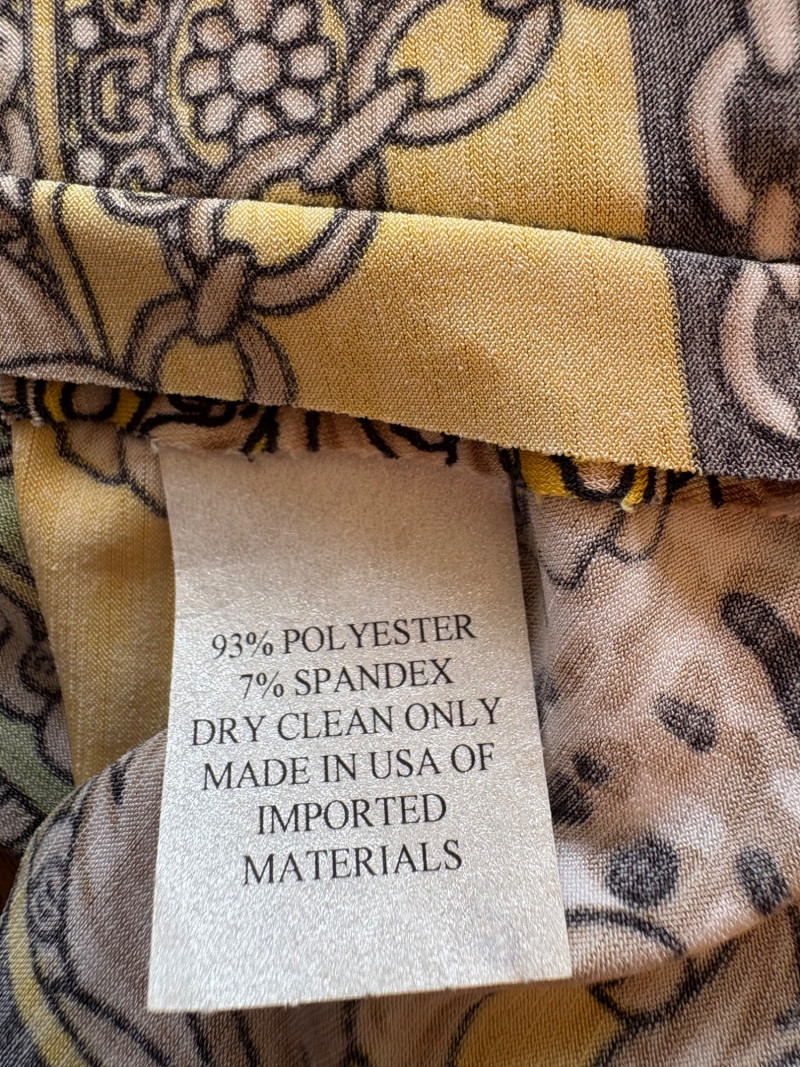 93% POLYESTER
7% SPANDEX
DRY CLEAN ONLY
MADE IN USA OF
IMPORTED
MATERIALS